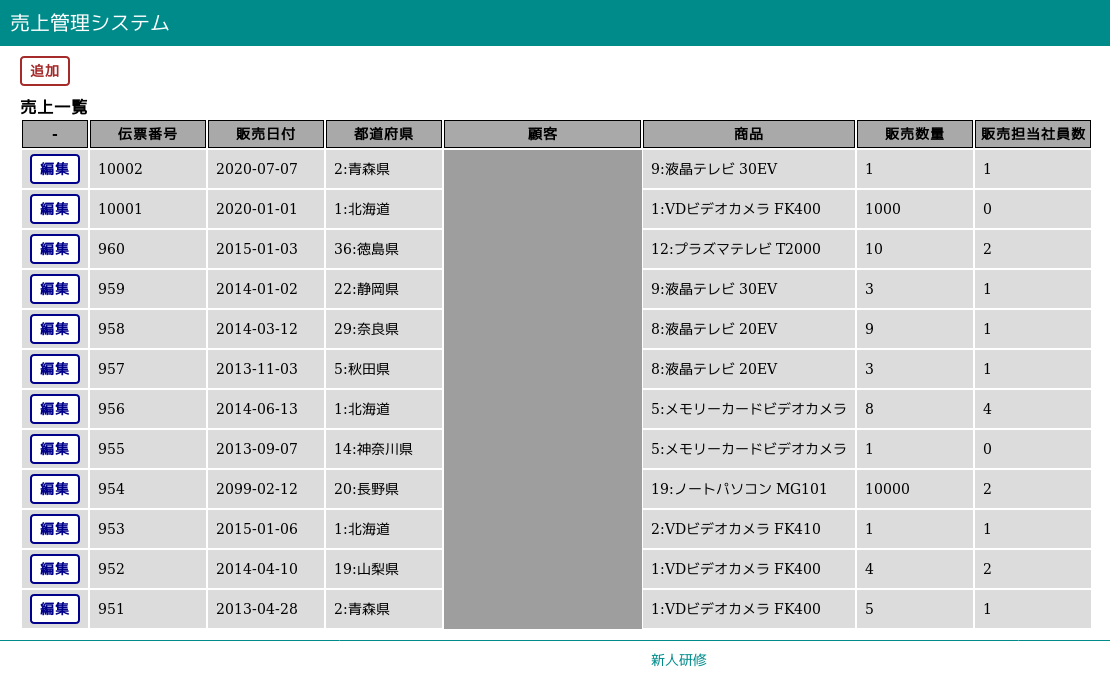 売上管理システム
追加
売上一覧
- 伝票番号 販売日付 都道府県 顧客 商品 販売数量 販売担当社員数
編集 10002 2020-07-07 2:青森県 9:液晶テレビ 30EV 1 1
編集 10001 2020-01-01 1:北海道 1:VDビデオカメラ FK400 1000 0
編集 960 2015-01-03 36:徳島県 12:プラズマテレビ T2000 10 2
編集 959 2014-01-02 22:静岡県 9:液晶テレビ 30EV 3 1
編集 958 2014-03-12 29:奈良県 8:液晶テレビ 20EV 9 1
編集 957 2013-11-03 5:秋田県 8:液晶テレビ 20EV 3 1
編集 956 2014-06-13 1:北海道 5:メモリーカードビデオカメラ 8 4
編集 955 2013-09-07 14:神奈川県 5:メモリーカードビデオカメラ 1 0
編集 954 2099-02-12 20:長野県 19:ノートパソコン MG101 10000 2
編集 953 2015-01-06 1:北海道 2:VDビデオカメラ FK410 1 1
編集 952 2014-04-10 19:山梨県 1:VDビデオカメラ FK400 4 2
編集 951 2013-04-28 2:青森県 1:VDビデオカメラ FK400 5 1
新人研修